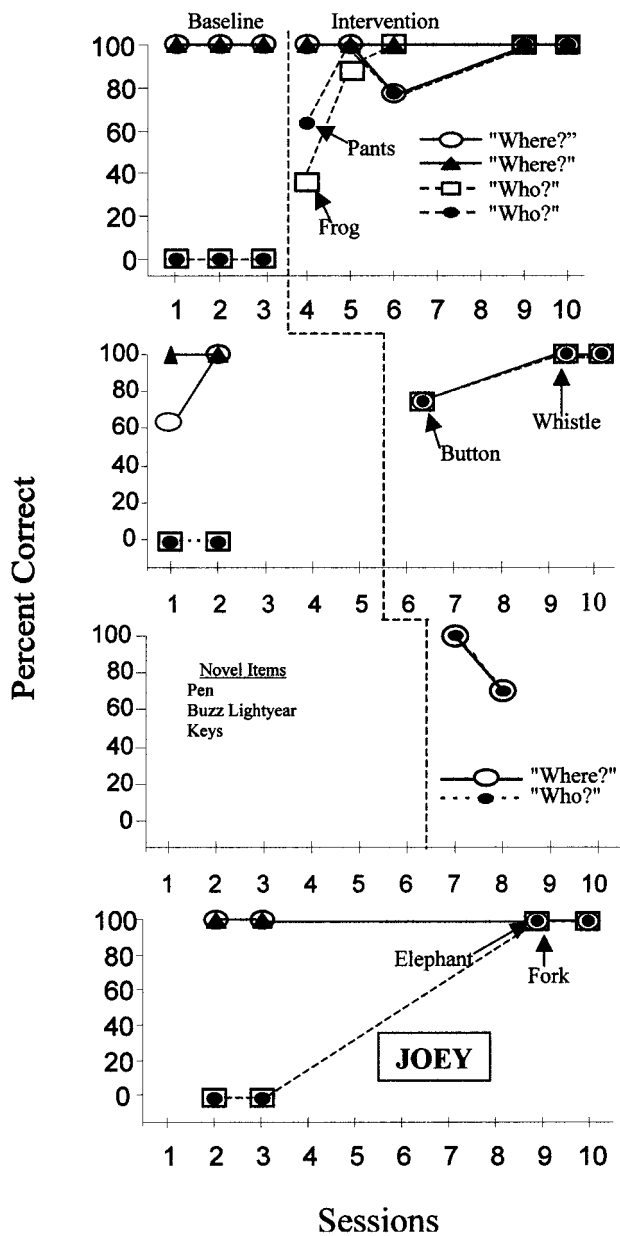 Baseline Intervention
100
80
60
40
20
0
Pants
Frog
"Where?"
"Where?"
"Who?"
"Who?"
1 2 3 4 5 6 7 8 9 10
100
80
60
40
20
0
Button
Whistle
1 2 3 4 5 6 7 8 9 10
Percent Correct
100
80
60
40
20
0
Novel Items
Pen
Buzz Lightyear
Keys
"Where?"
"Who?"
1 2 3 4 5 6 7 8 9 10
100
80
60
40
20
0
Elephant
Fork
JOEY
1 2 3 4 5 6 7 8 9 10
Sessions